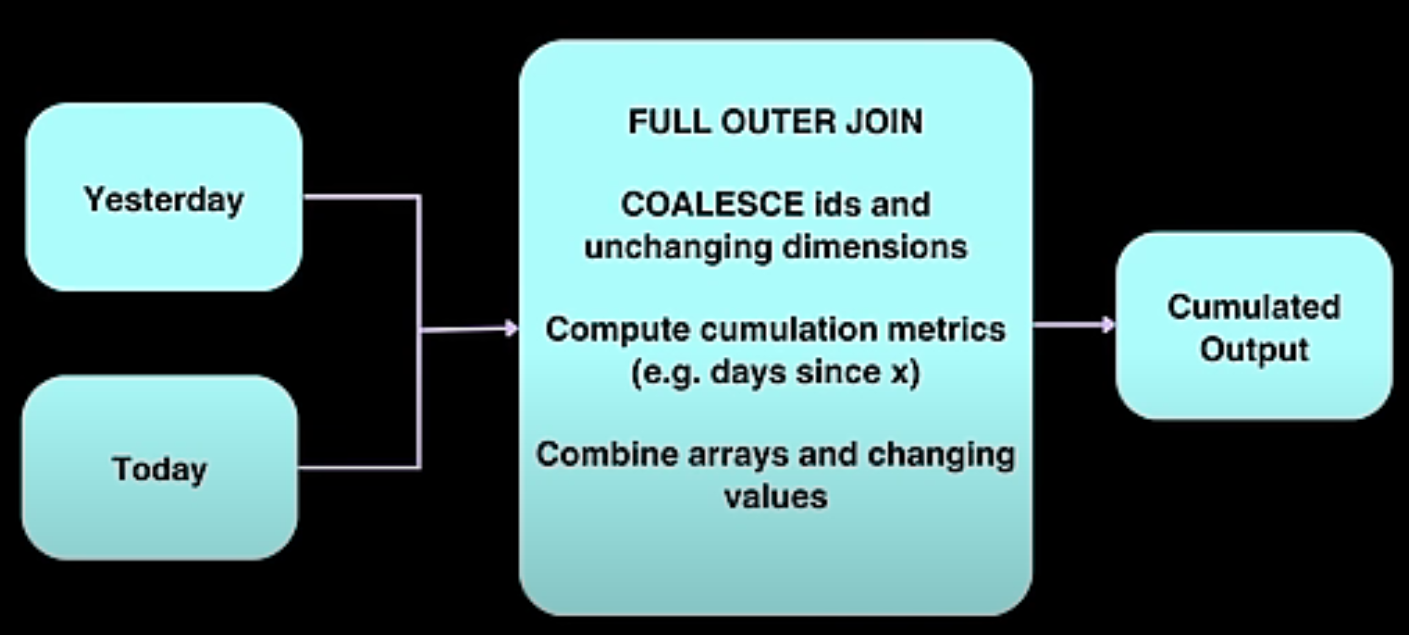 Yesterday
Today
FULL OUTER JOIN
COALESCE ids and
unchanging dimensions
Compute cumulation metrics
(e.g. days since x)
Combine arrays and changing
values
Cumulated
Output